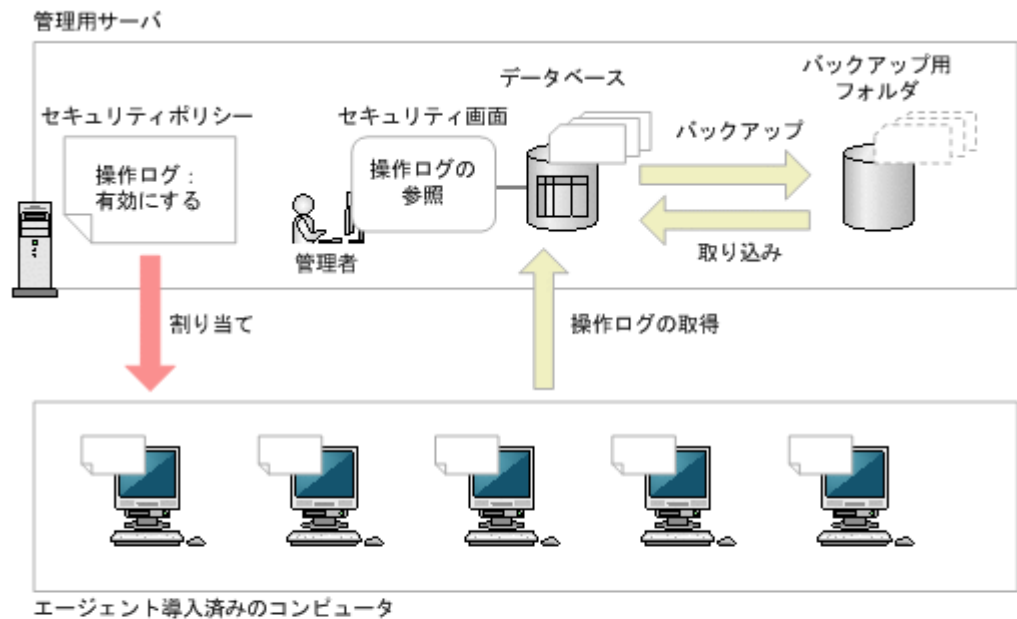 管理用サーバ
セキュリティポリシー
操作ログ:
有効にする
セキュリティ画面
操作ログの
参照
管理者
データベース
バックアップ
取り込み
バックアップ用
フォルダ
割り当て
操作ログの取得
エージェント導入済みのコンピュータ